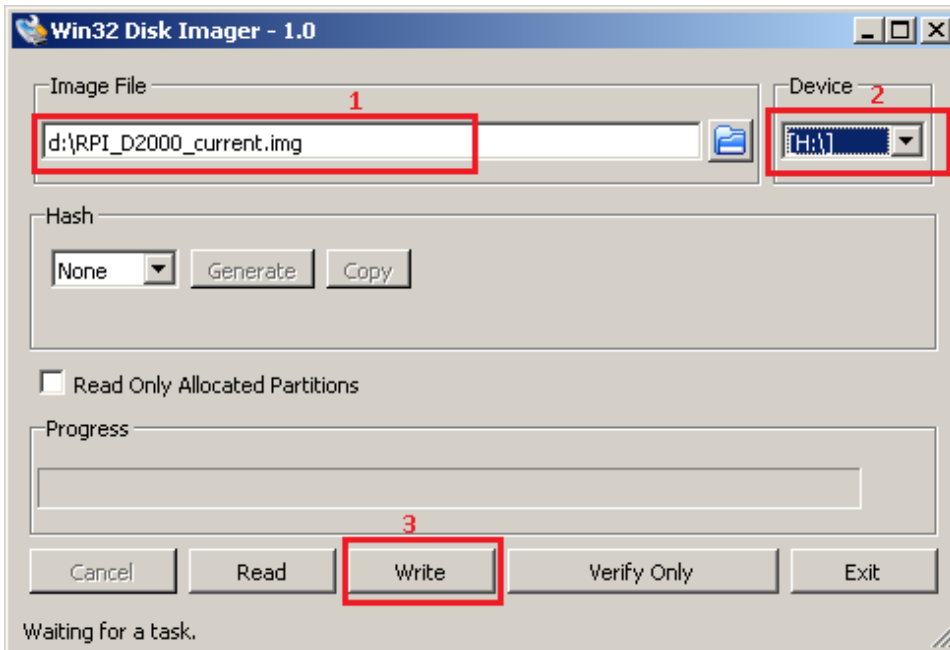 Win32 Disk Imager - 1.0
Image File
Device
1
2
d:\RPI_D2000_current.img
[H:\]
Hash
None
Generate
Copy
Read Only Allocated Partitions
Progress
3
Cancel
Read
Write
Verify Only
Exit
Waiting for a task.